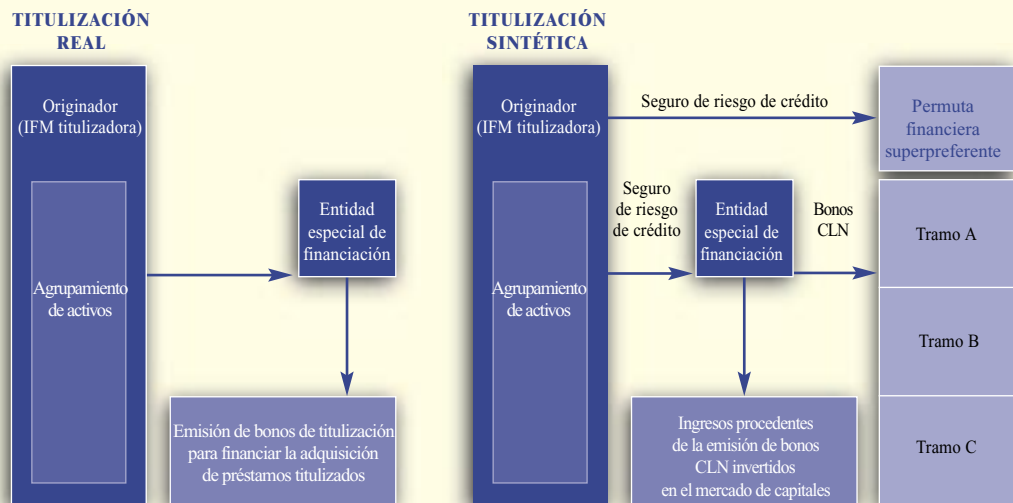 TITULIZACIÓN
REAL
Originador
(IFM titulizadora)
Agrupamiento
de activos
Entidad
especial de
financiación
Emisión de bonos de titulización
para financiar la adquisición
de préstamos titulizados
TITULIZACIÓN
SINTÉTICA
Originador
(IFM titulizadora)
Agrupamiento
de activos
Seguro de riesgo de crédito
Seguro
de riesgo
de crédito
Entidad
especial de
financiación
Bonos
CLN
Ingresos procedentes
de la emisión de bonos
CLN invertidos
en el mercado de capitales
Permuta
financiera
superpreferente
Tramo A
Tramo B
Tramo C